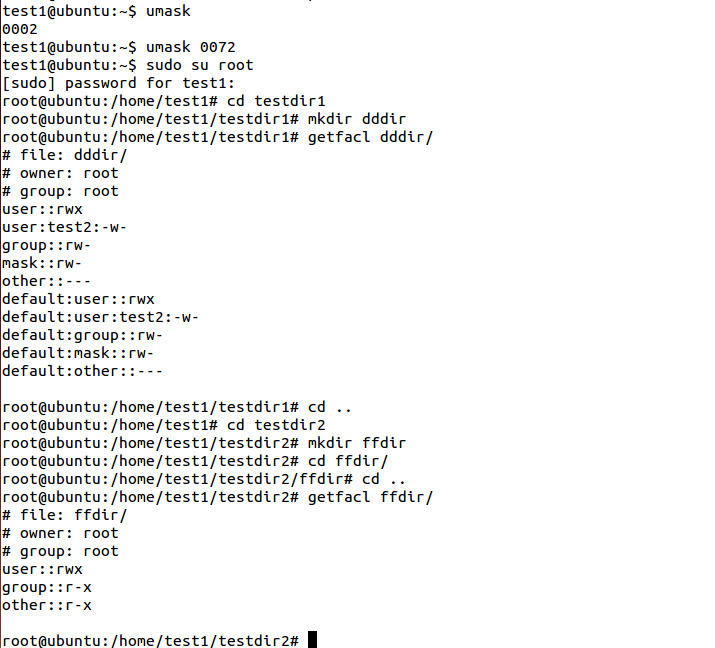 test1@ubuntu:~$ umask
0002
test1@ubuntu:~$ umask 0072
test1@ubuntu:~$ sudo su root
[sudo] password for test1:
root@ubuntu:/home/test1# cd testdir1
root@ubuntu:/home/test1/testdir1# mkdir dddir
root@ubuntu:/home/test1/testdir1# getfacl dddir/
# file: dddir/
# owner: root
# group: root
user::rwx
user:test2:-w-
group::rw-
mask::rw-
other::---
default:user::rwx
default:user:test2:-w-
default:group::rw-
default:mask::rw-
default:other::---

root@ubuntu:/home/test1/testdir1# cd ..
root@ubuntu:/home/test1# cd testdir2
root@ubuntu:/home/test1/testdir2# mkdir ffdir
root@ubuntu:/home/test1/testdir2# cd ffdir/
root@ubuntu:/home/test1/testdir2/ffdir# cd ..
root@ubuntu:/home/test1/testdir2# getfacl ffdir/
# file: ffdir/
# owner: root
# group: root
user::rwx
group::r-x
other::r-x

root@ubuntu:/home/test1/testdir2#